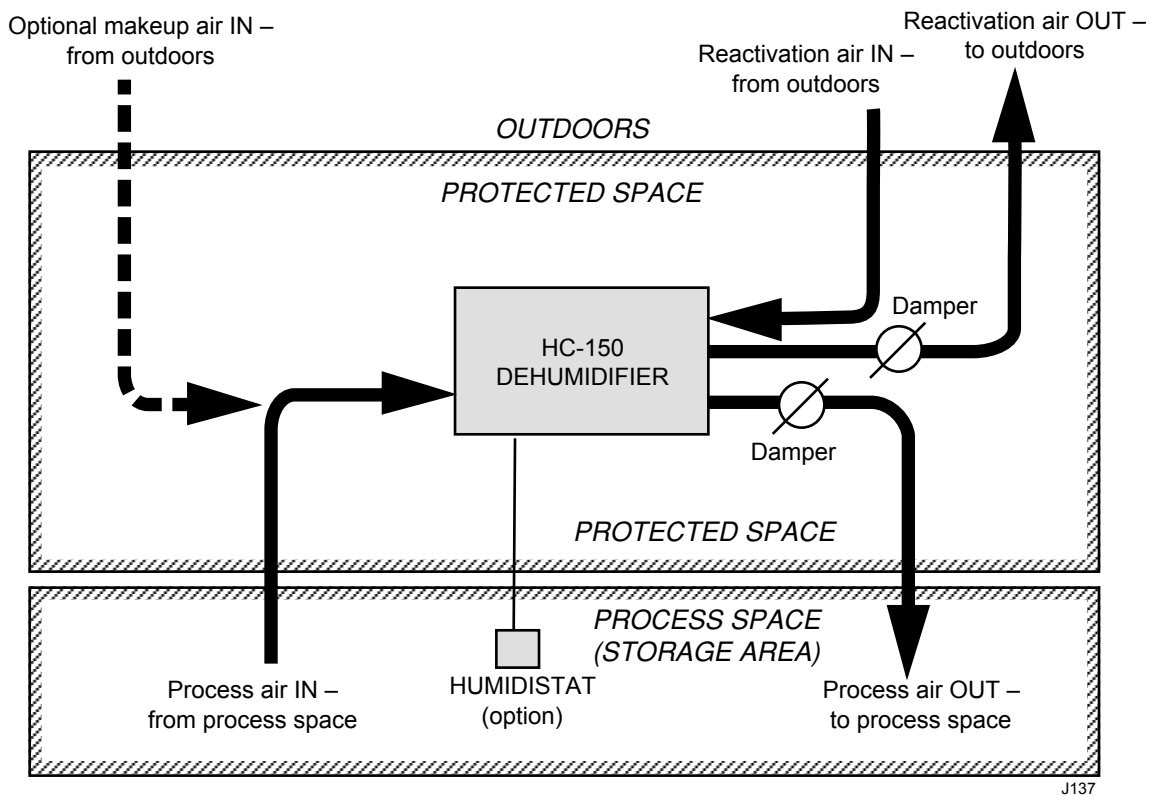 Optional makeup air IN –
from outdoors
Reactivation air IN –
from outdoors
Reactivation air OUT –
to outdoors
OUTDOORS
PROTECTED SPACE
Damper
HC-150
DEHUMIDIFIER
Damper
PROTECTED SPACE
PROCESS SPACE
(STORAGE AREA)
Process air IN –
from process space
HUMIDISTAT
(option)
Process air OUT –
to process space
J137